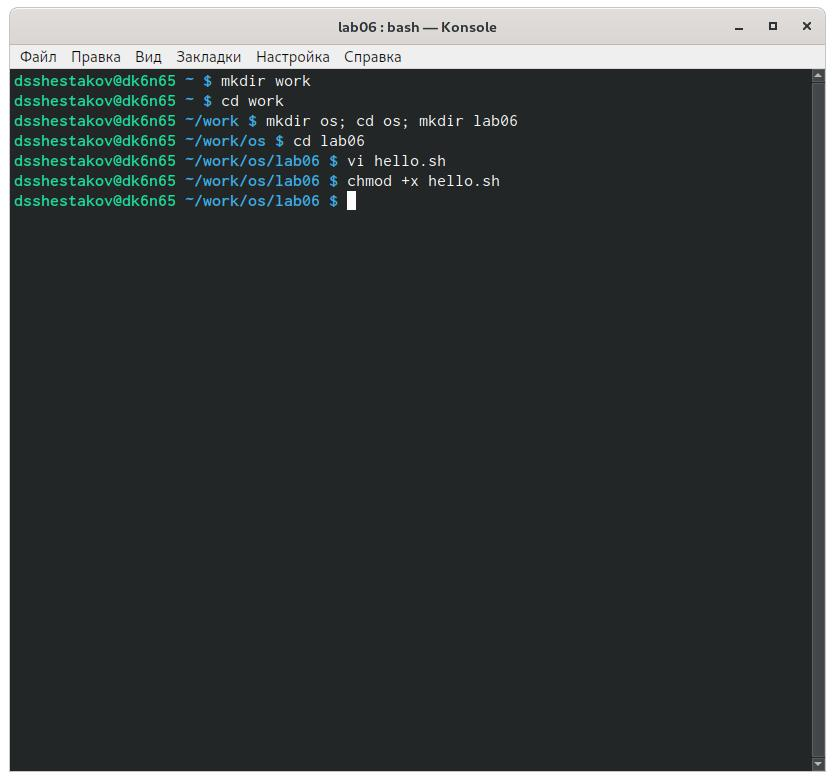 lab06 : bash — Konsole
Файл Правка Вид Закладки Настройка Справка
dsshestakov@dk6n65 ~ $ mkdir work
dsshestakov@dk6n65 ~ $ cd work
dsshestakov@dk6n65 ~/work $ mkdir os; cd os; mkdir lab06
dsshestakov@dk6n65 ~/work/os $ cd lab06
dsshestakov@dk6n65 ~/work/os/lab06 $ vi hello.sh
dsshestakov@dk6n65 ~/work/os/lab06 $ chmod +x hello.sh
dsshestakov@dk6n65 ~/work/os/lab06 $